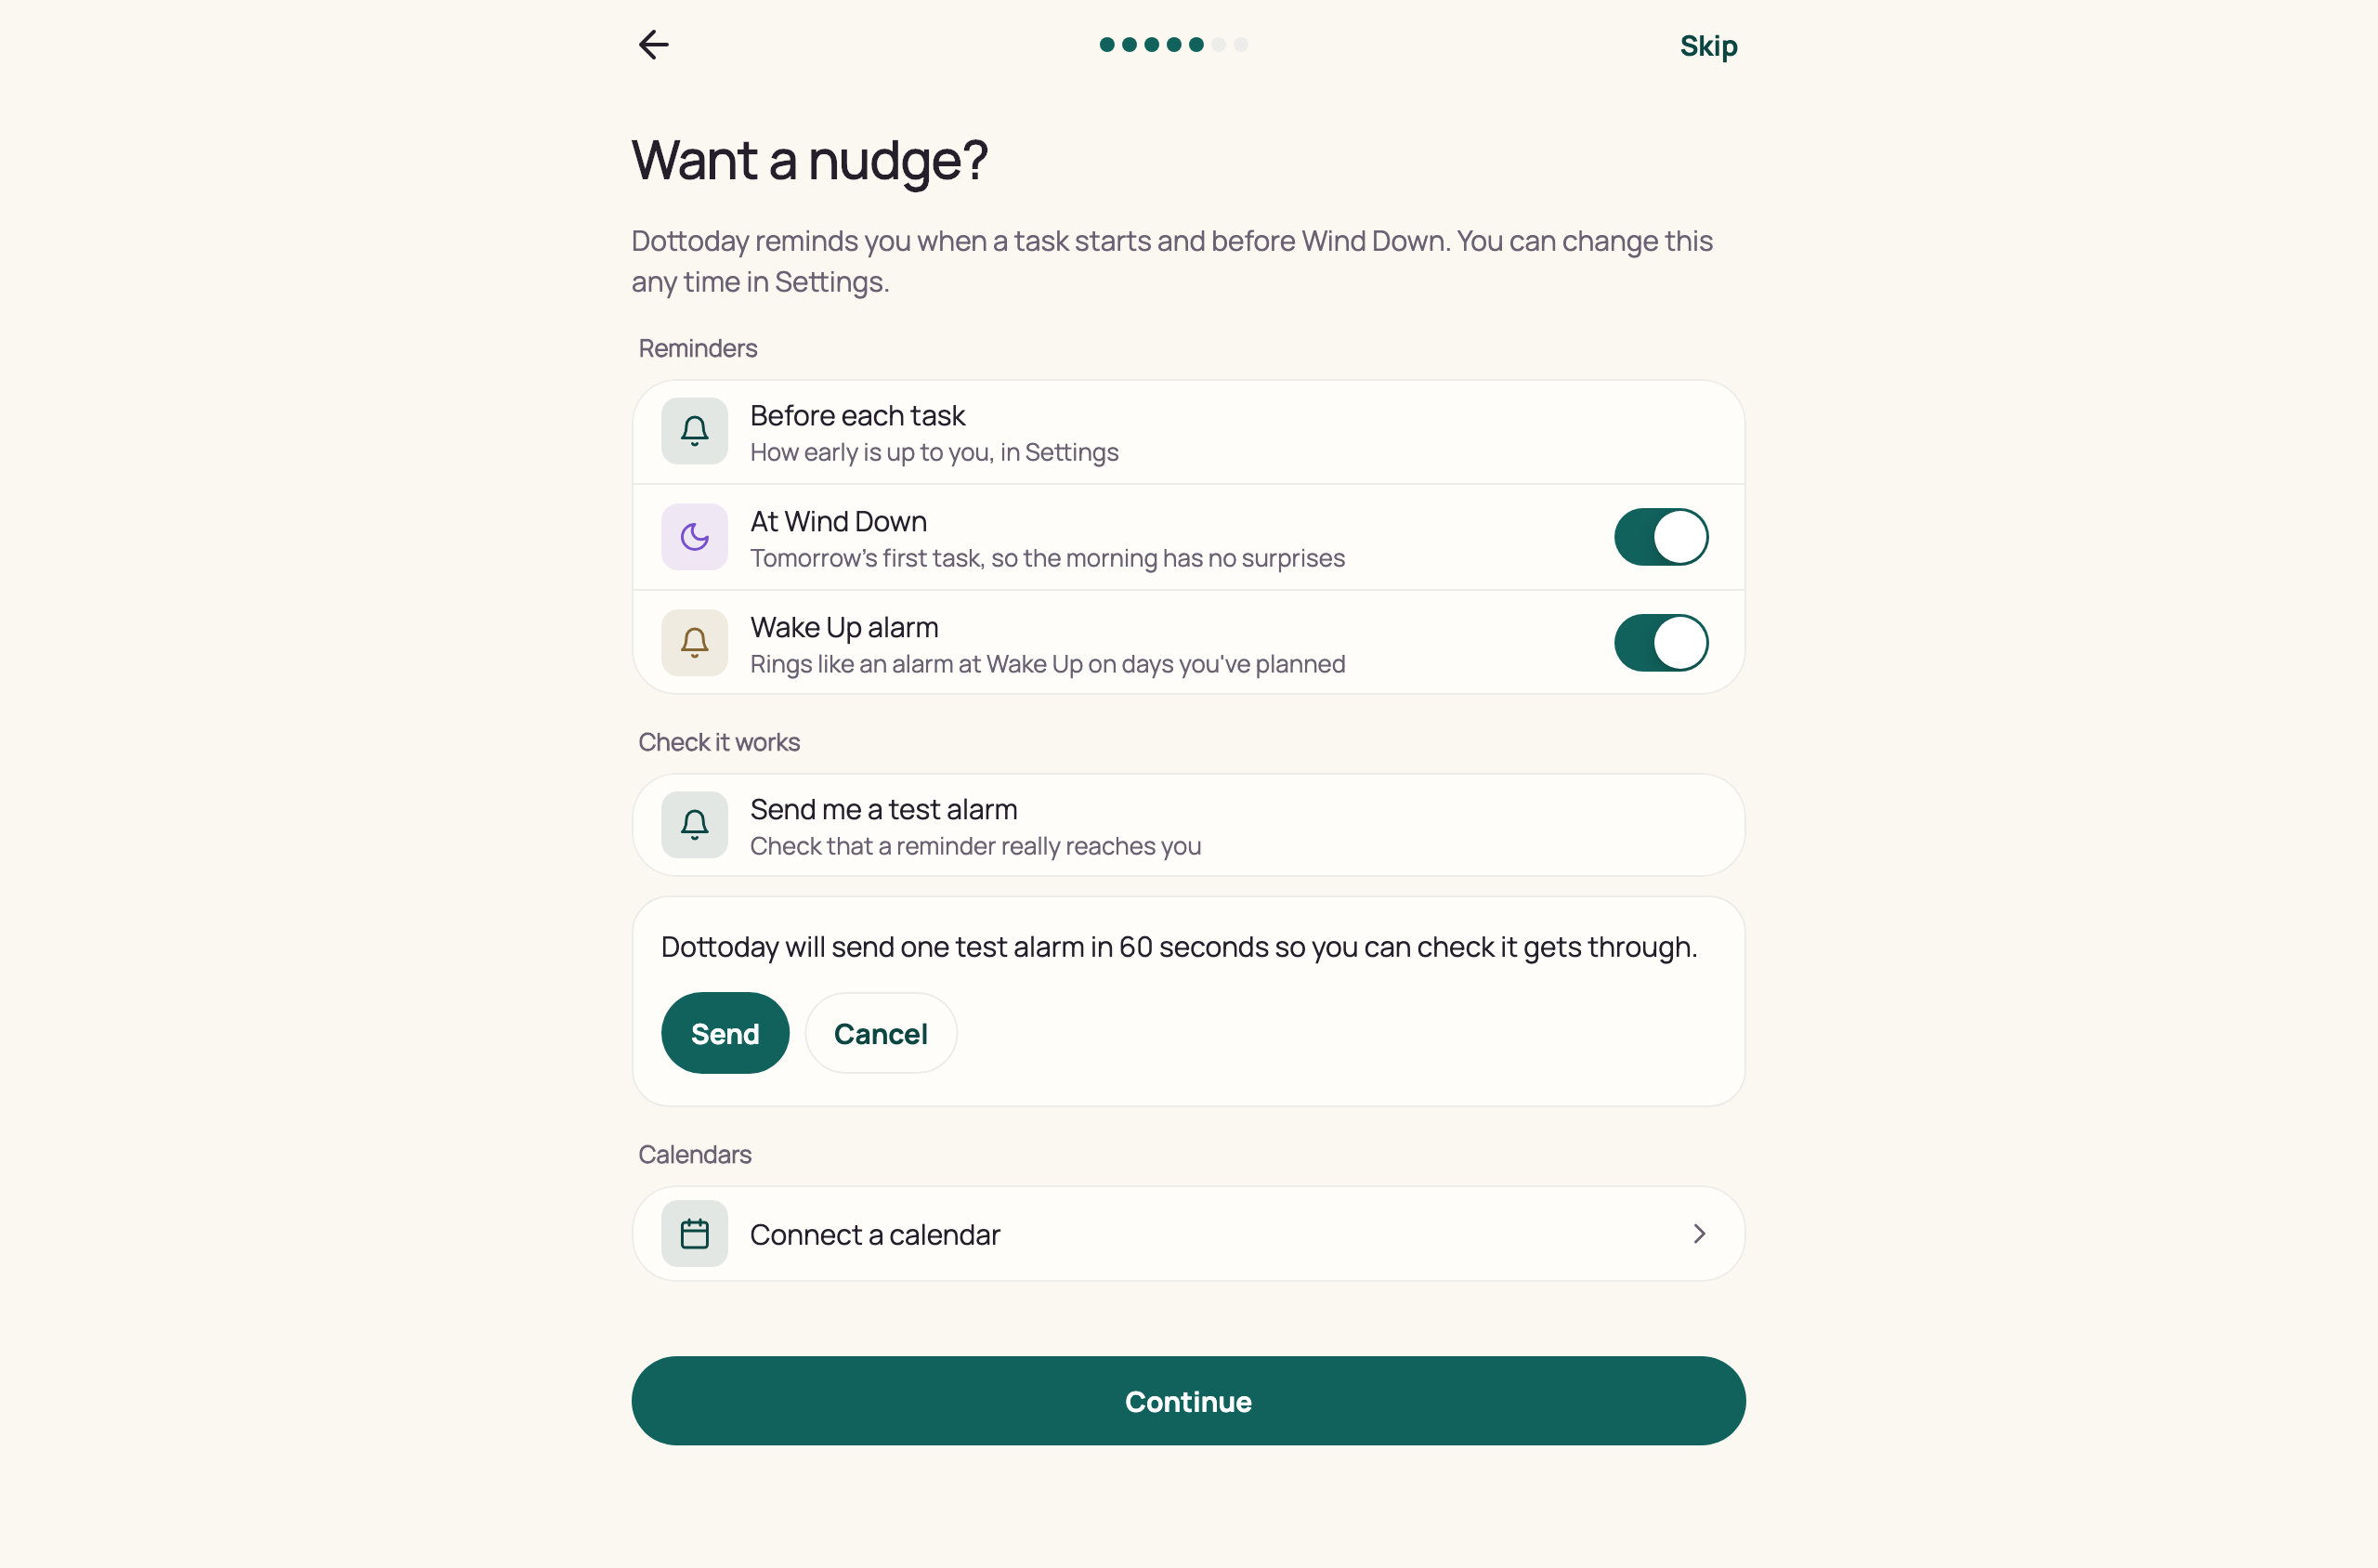 Skip
Want a nudge?
Dottoday reminds you when a task starts and before Wind Down. You can change this
any time in Settings.
Reminders
Before each task
How early is up to you, in Settings
At Wind Down
Tomorrow’s first task, so the morning has no surprises
Wake Up alarm
Rings like an alarm at Wake Up on days you've planned
Check it works
Send me a test alarm
Check that a reminder really reaches you
Dottoday will send one test alarm in 60 seconds so you can check it gets through.
Send
Cancel
Calendars
Connect a calendar
Continue